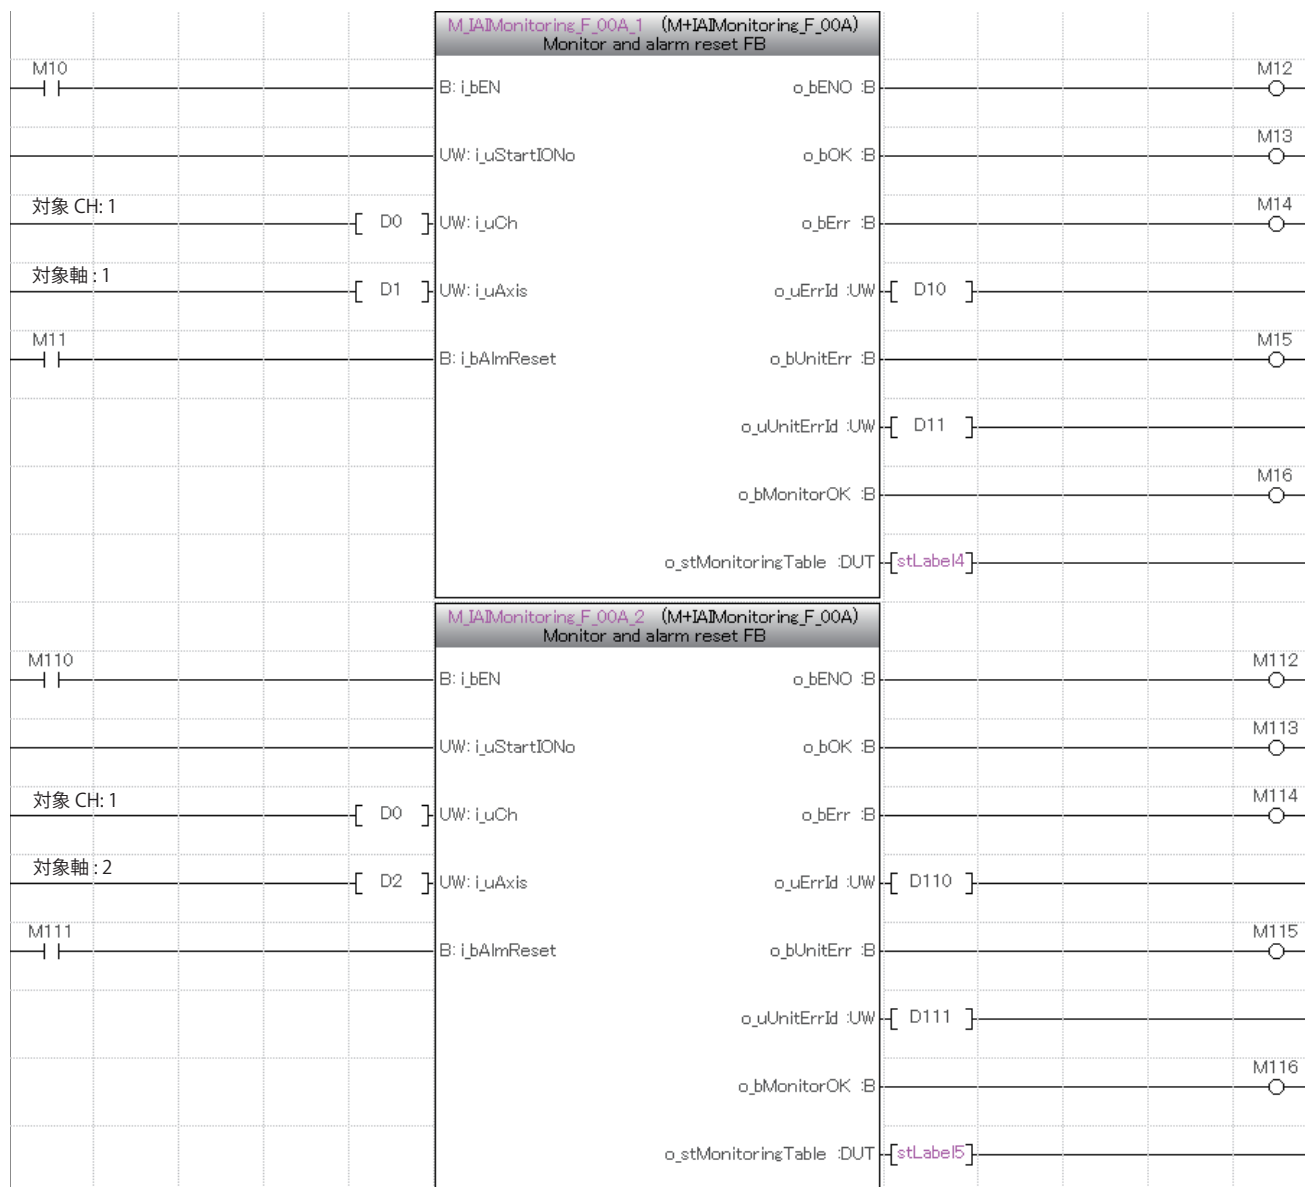 M_IAIMonitoring_F_00A_1 (M+IAIMonitoring_F_00A)
Monitor and alarm reset FB
M10
B: i_bEN
o_bENO :B
M12
UW: i_uStartIONo
o_bOK :B
M13
対象 CH: 1
D0
UW: i_uCh
o_bErr :B
M14
対象軸 : 1
D1
UW: i_uAxis
o_uErrId :UW
D10
M11
B: i_bAlmReset
o_bUnitErr :B
M15
o_uUnitErrId :UW
D11
o_bMonitorOK :B
M16
o_stMonitoringTable :DUT
stLabel4
M_IAIMonitoring_F_00A_2 (M+IAIMonitoring_F_00A)
Monitor and alarm reset FB
M110
B: i_bEN
o_bENO :B
M112
UW: i_uStartIONo
o_bOK :B
M113
対象 CH: 1
D0
UW: i_uCh
o_bErr :B
M114
対象軸 : 2
D2
UW: i_uAxis
o_uErrId :UW
D110
M111
B: i_bAlmReset
o_bUnitErr :B
M115
o_uUnitErrId :UW
D111
o_bMonitorOK :B
M116
o_stMonitoringTable :DUT
stLabel5